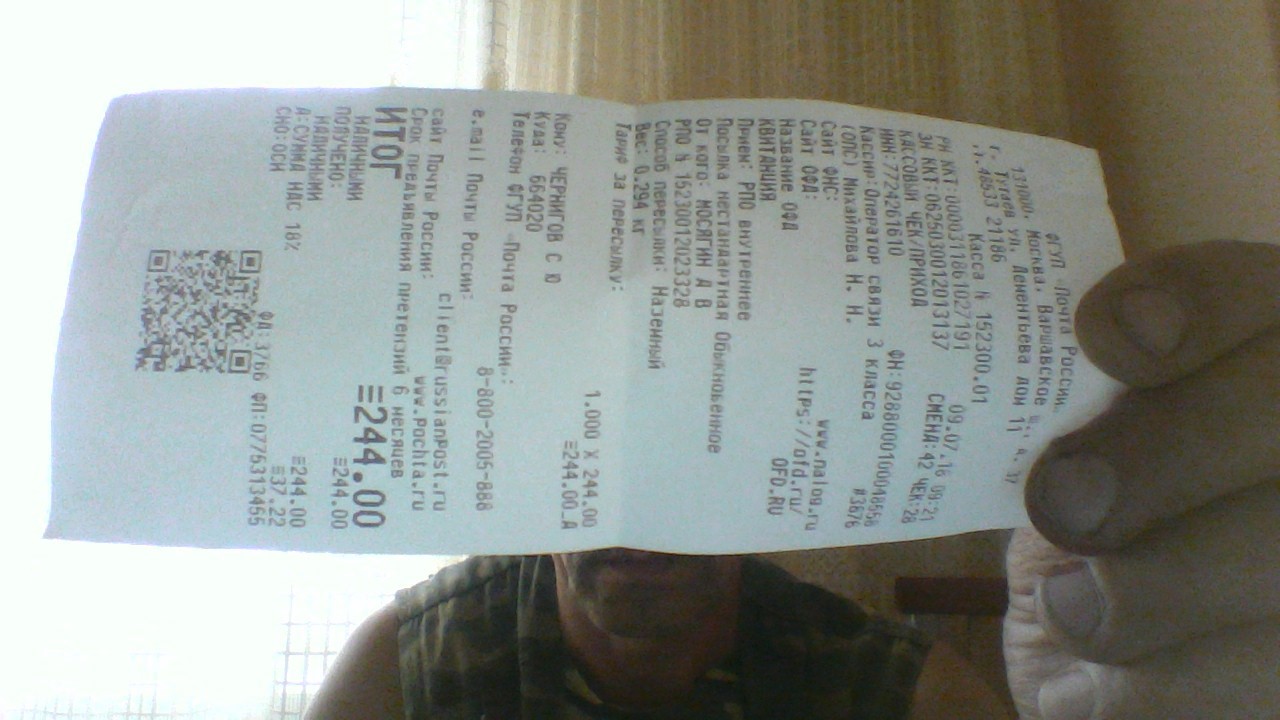 ФГУП «Почта России»
131000, Москва, Варшавское ш., д. 37
г. Тутаев ул. Дементьева дом 11
21186
Касса № 152300.01
РН ККТ:0000311861027191 09.07.16 09:21
ЗН ККТ:0625030012013137 СМЕНА:42 ЧЕК:28
КАССОВЫЙ ЧЕК/ПРИХОД
ИНН:7724261610 ФН:9288000100048558
Кассир:Оператор связи 3 класса #3676
(ОПС) Михайлова Н. Н.
Сайт ФНС: www.nalog.ru
Сайт ОФД: https://ofd.ru/
Название ОФД OFD.RU
КВИТАНЦИЯ
Прием: РПО внутреннее
Посылка нестандартная Обыкновенное
От кого: МОСЯГИН А В
РПО № 15230012023328
Способ пересылки: Наземный
Вес: 0.294 кг
Тариф за пересылку:
1.000 X 244.00
≡244.00_А
Кому: ЧЕРНИГОВ С Ю
Куда: 664020
Телефон ФГУП «Почта России»:
8-800-2005-888
e.mail Почты России:
client@russianpost.ru
сайт Почты России: www.pochta.ru
Срок предъявления претензий 6 месяцев
ИТОГ ≡244.00
НАЛИЧНЫМИ ≡244.00
ПОЛУЧЕНО:
НАЛИЧНЫМИ ≡244.00
А:СУММА НДС 18% ≡37.22
СНО:ОСН
ФД:3766 ФП:0775313455